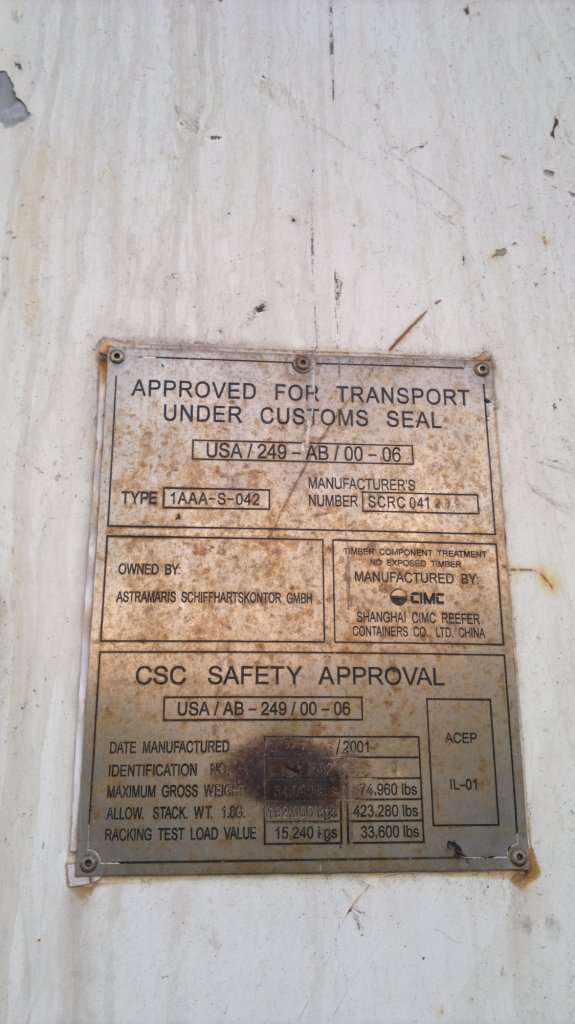 APPROVED FOR TRANSPORT
UNDER CUSTOMS SEAL
USA / 249 – AB / 00 – 06
TYPE 1AAA-S-042
MANUFACTURER'S
NUMBER SCRC 041
OWNED BY:
ASTRAMARIS SCHIFFHARTSKONTOR GMBH
TIMBER COMPONENT TREATMENT
NO EXPOSED TIMBER
MANUFACTURED BY:
CIMC
SHANGHAI CIMC REEFER
CONTAINERS CO., LTD. CHINA
CSC SAFETY APPROVAL
USA / AB – 249 / 00 – 06
DATE MANUFACTURED / 2001
IDENTIFICATION NO.
MAXIMUM GROSS WEIGHT 74.960 lbs
ALLOW. STACK. WT. 1.8G. kgs 423.280 lbs
RACKING TEST LOAD VALUE 15.240 kgs 33.600 lbs
ACEP
IL-01